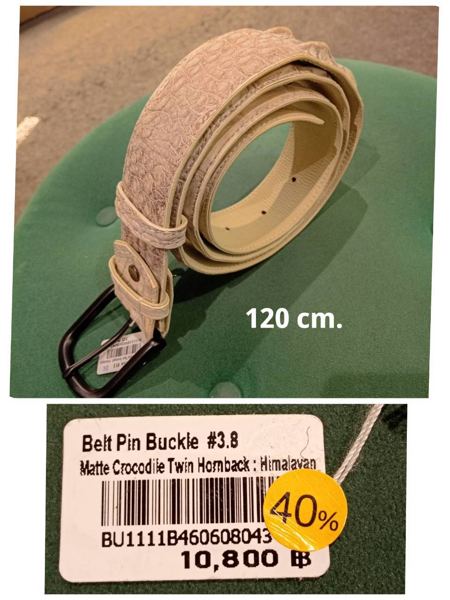 120 cm.
Belt Pin Buckle #3.8
Matte Crocodile Twin Hornback : Himalayan
40%
BU1111B460608043
10,800 ฿